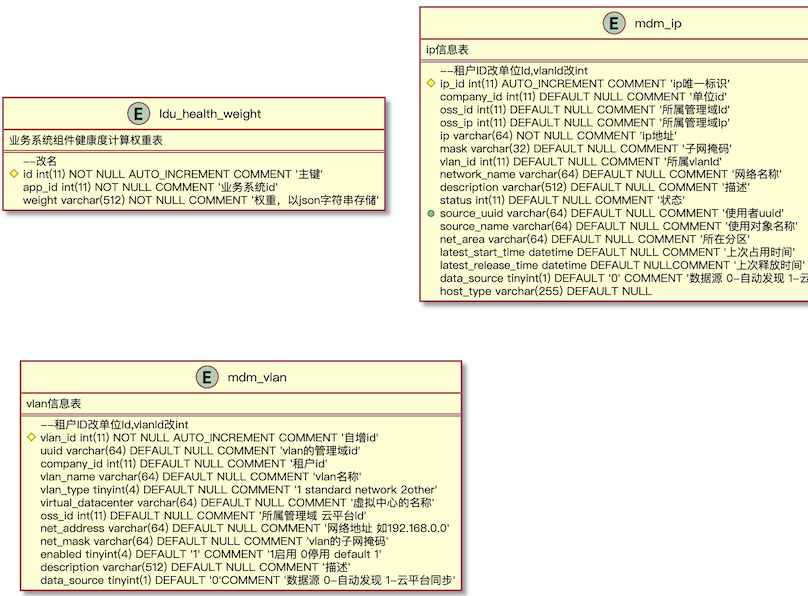 E ldu_health_weight
业务系统组件健康度计算权重表
--改名
id int(11) NOT NULL AUTO_INCREMENT COMMENT '主键'
app_id int(11) NOT NULL COMMENT '业务系统id'
weight varchar(512) NOT NULL COMMENT '权重，以json字符串存储'
E mdm_ip
ip信息表
--租户ID改单位Id,vlanId改int
ip_id int(11) AUTO_INCREMENT COMMENT 'ip唯一标识'
company_id int(11) DEFAULT NULL COMMENT '单位id'
oss_id int(11) DEFAULT NULL COMMENT '所属管理域Id'
oss_ip int(11) DEFAULT NULL COMMENT '所属管理域Ip'
ip varchar(64) NOT NULL COMMENT 'ip地址'
mask varchar(32) DEFAULT NULL COMMENT '子网掩码'
vlan_id int(11) DEFAULT NULL COMMENT '所属vlanId'
network_name varchar(64) DEFAULT NULL COMMENT '网络名称'
description varchar(512) DEFAULT NULL COMMENT '描述'
status int(11) DEFAULT NULL COMMENT '状态'
source_uuid varchar(64) DEFAULT NULL COMMENT '使用者uuid'
source_name varchar(64) DEFAULT NULL COMMENT '使用对象名称'
net_area varchar(64) DEFAULT NULL COMMENT '所在分区'
latest_start_time datetime DEFAULT NULL COMMENT '上次占用时间'
latest_release_time datetime DEFAULT NULLCOMMENT '上次释放时间'
data_source tinyint(1) DEFAULT '0' COMMENT '数据源 0-自动发现 1-云
host_type varchar(255) DEFAULT NULL
E mdm_vlan
vlan信息表
--租户ID改单位Id,vlanId改int
vlan_id int(11) NOT NULL AUTO_INCREMENT COMMENT '自增id'
uuid varchar(64) DEFAULT NULL COMMENT 'vlan的管理域id'
company_id int(11) DEFAULT NULL COMMENT '租户id'
vlan_name varchar(64) DEFAULT NULL COMMENT 'vlan名称'
vlan_type tinyint(4) DEFAULT NULL COMMENT '1 standard network 2other'
virtual_datacenter varchar(64) DEFAULT NULL COMMENT '虚拟中心的名称'
oss_id int(11) DEFAULT NULL COMMENT '所属管理域 云平台Id'
net_address varchar(64) DEFAULT NULL COMMENT '网络地址 如192.168.0.0'
net_mask varchar(64) DEFAULT NULL COMMENT 'vlan的子网掩码'
enabled tinyint(4) DEFAULT '1' COMMENT '1启用 0停用 default 1'
description varchar(512) DEFAULT NULL COMMENT '描述'
data_source tinyint(1) DEFAULT '0'COMMENT '数据源 0-自动发现 1-云平台同步'